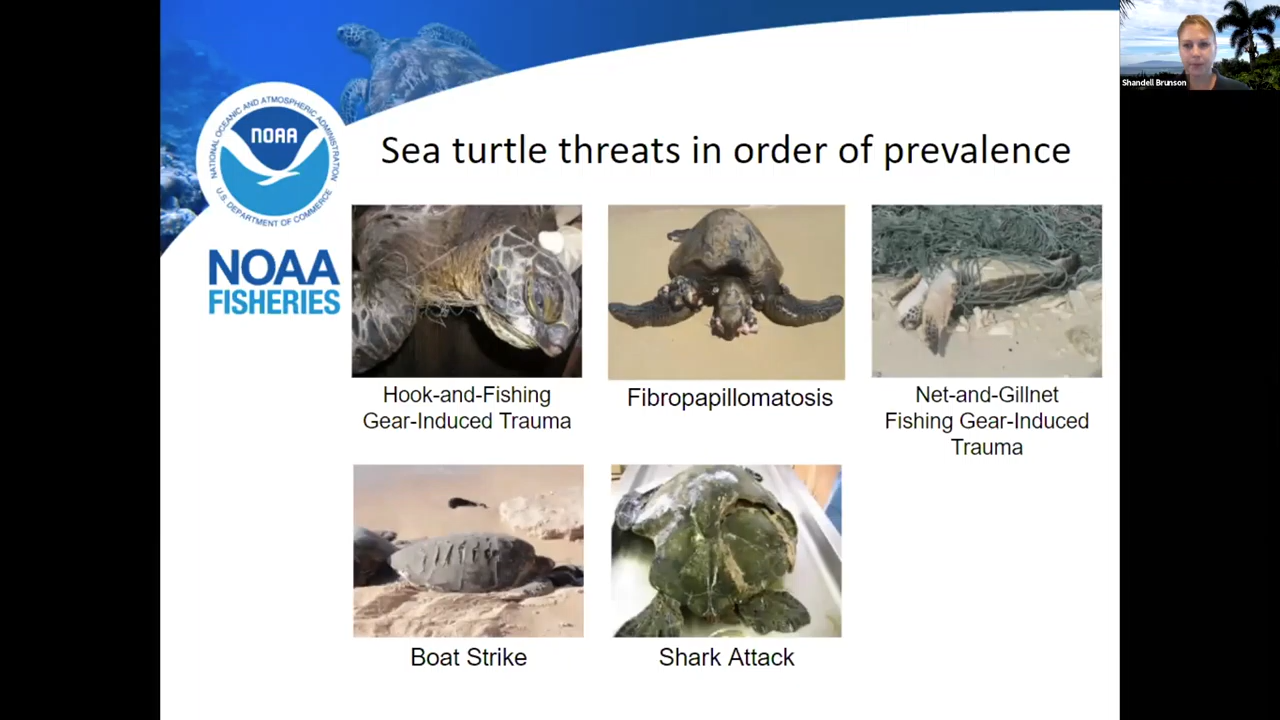 Shandell Brunson
NATIONAL OCEANIC AND ATMOSPHERIC ADMINISTRATION
NOAA
U.S. DEPARTMENT OF COMMERCE
NOAA
FISHERIES
Sea turtle threats in order of prevalence
Hook-and-Fishing
Gear-Induced Trauma
Fibropapillomatosis
Net-and-Gillnet
Fishing Gear-Induced
Trauma
Boat Strike
Shark Attack